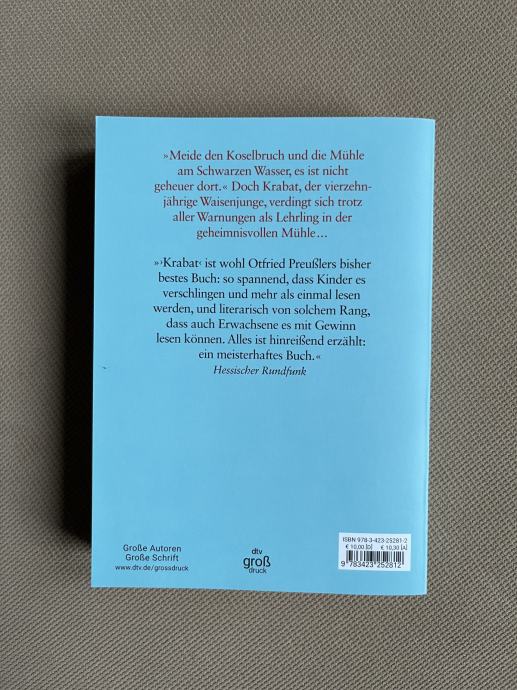 »Meide den Koselbruch und die Mühle
am Schwarzen Wasser, es ist nicht
geheuer dort.« Doch Krabat, der vierzehn-
jährige Waisenjunge, verdingt sich trotz
aller Warnungen als Lehrling in der
geheimnisvollen Mühle...
»›Krabat‹ ist wohl Otfried Preußlers bisher
bestes Buch: so spannend, dass Kinder es
verschlingen und mehr als einmal lesen
werden, und literarisch von solchem Rang,
dass auch Erwachsene es mit Gewinn
lesen können. Alles ist hinreißend erzählt:
ein meisterhaftes Buch.«
Hessischer Rundfunk
Große Autoren
Große Schrift
www.dtv.de/grossdruck
dtv
groß
druck
ISBN 978-3-423-25281-2
€ 10,00 [D] € 10,30 [A]
9 783423 252812